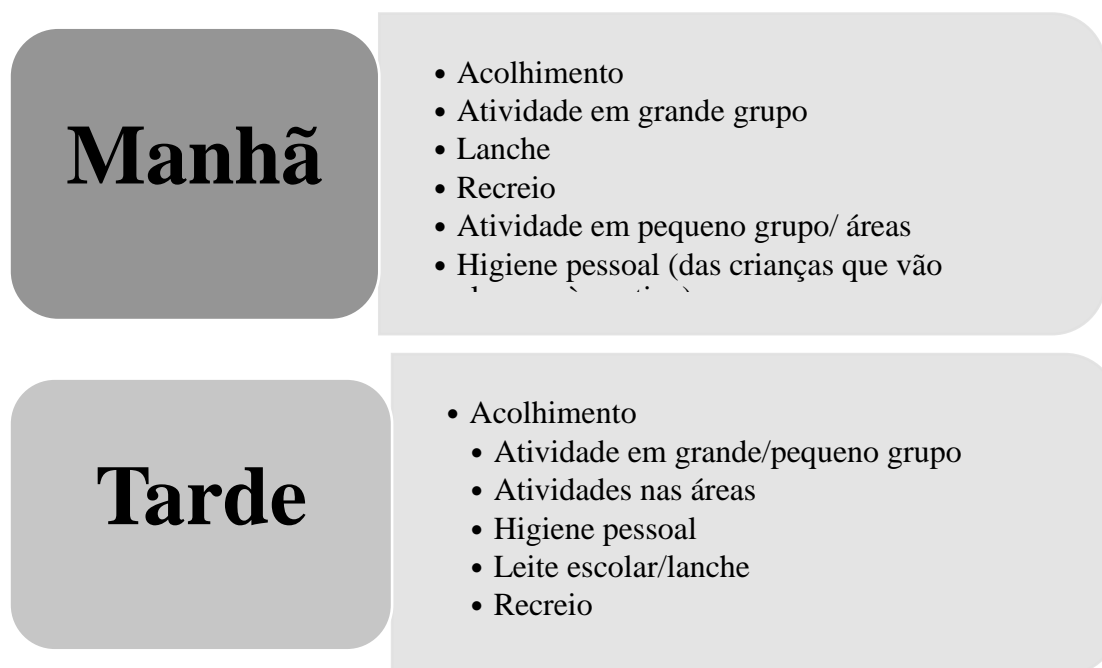 Manhã
• Acolhimento
• Atividade em grande grupo
• Lanche
• Recreio
• Atividade em pequeno grupo/ áreas
• Higiene pessoal (das crianças que vão
Tarde
• Acolhimento
• Atividade em grande/pequeno grupo
• Atividades nas áreas
• Higiene pessoal
• Leite escolar/lanche
• Recreio